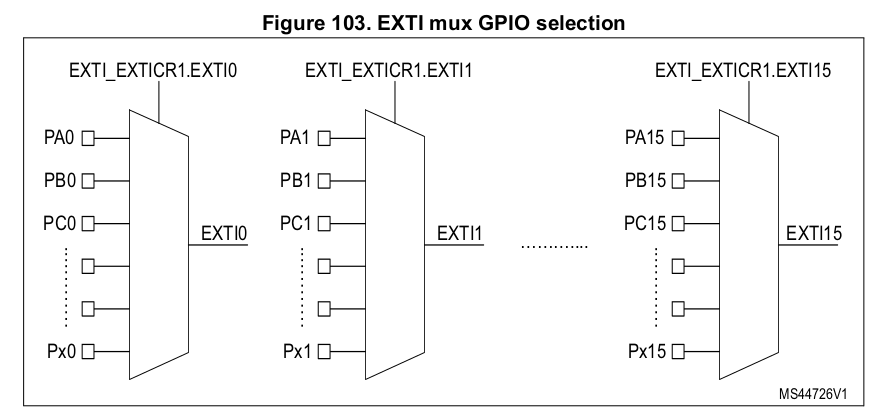 Figure 103. EXTI mux GPIO selection
EXTI_EXTICR1.EXTI0
EXTI_EXTICR1.EXTI1
EXTI_EXTICR1.EXTI15
PA0
PB0
PC0
Px0
EXTI0
PA1
PB1
PC1
Px1
EXTI1
.............
PA15
PB15
PC15
Px15
EXTI15
MS44726V1